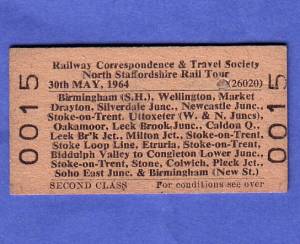 Railway Correspondence & Travel Society
North Staffordshire Rail Tour
30th MAY, 1964 (26020)
Birmingham (S.H.), Wellington, Market
Drayton, Silverdale Junc., Newcastle Junc.,
Stoke-on-Trent, Uttoxeter (W. & N. Juncs),
Oakamoor, Leek Brook Junc., Caldon Q.,
Leek Br'k Jct., Milton Jct., Stoke-on-Trent,
Stoke Loop Line, Etruria, Stoke-on-Trent,
Biddulph Valley to Congleton Lower Junc.,
Stoke-on-Trent, Stone, Colwich, Pleck Jct.,
Soho East Junc. & Birmingham (New St.)
SECOND CLASS For conditions see over
0015
0015